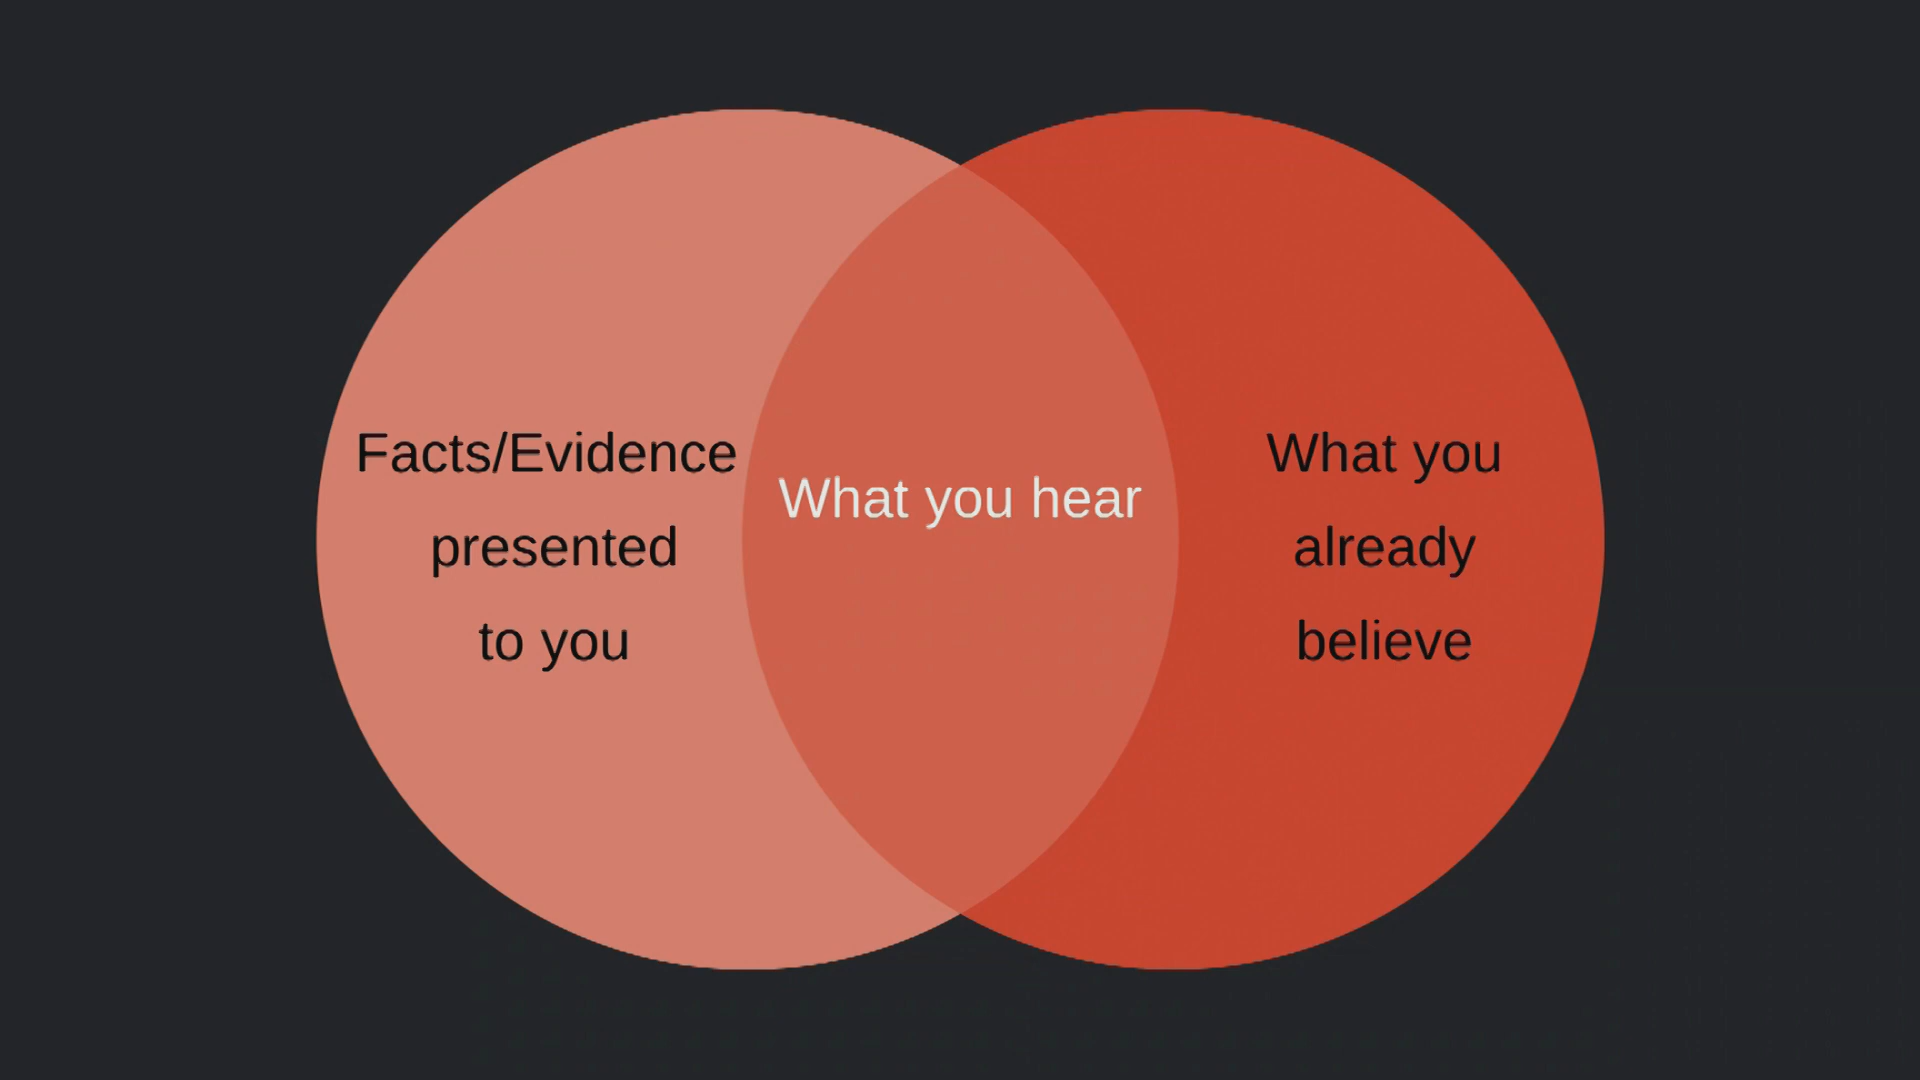 Facts/Evidence
presented
to you
What you hear
What you
already
believe